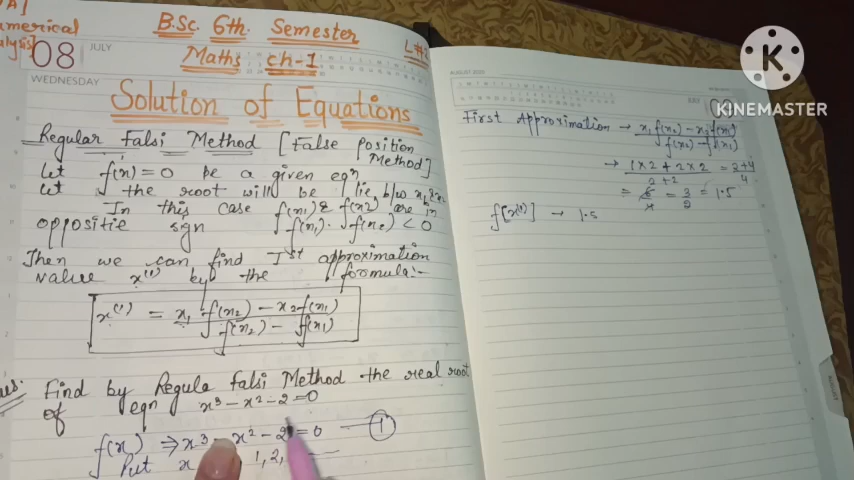 B.Sc. 6th Semester
08 JULY
Maths ch-1
L#2
WEDNESDAY
Solution of Equations
Regular Falsi Method [False position Method]
Let f(x) = 0 be a given eqn
Let the root will be lie b/w x1 & x2
In this case f(x1) & f(x2) are in
oppositie sgn f(x1) . f(x2) < 0
Then we can find Ist approximation
value x(1) by the formula:-
x(1) = x1 f(x2) - x2 f(x1)
f(x2) - f(x1)
Find by Regula Falsi Method the real root
of eqn x³ - x² - 2 = 0
f(x) ⇒ x³ - x² - 2 = 0 1
Put x 1, 2,
KINEMASTER
First Approximation → x1 f(x2) - x2 f(x1)
f(x2) - f(x1)
→ 1×2 + 2×2 = 2+4
2+2 4
= 6 = 3 = 1.5
4 2
f[x(1)] → 1.5